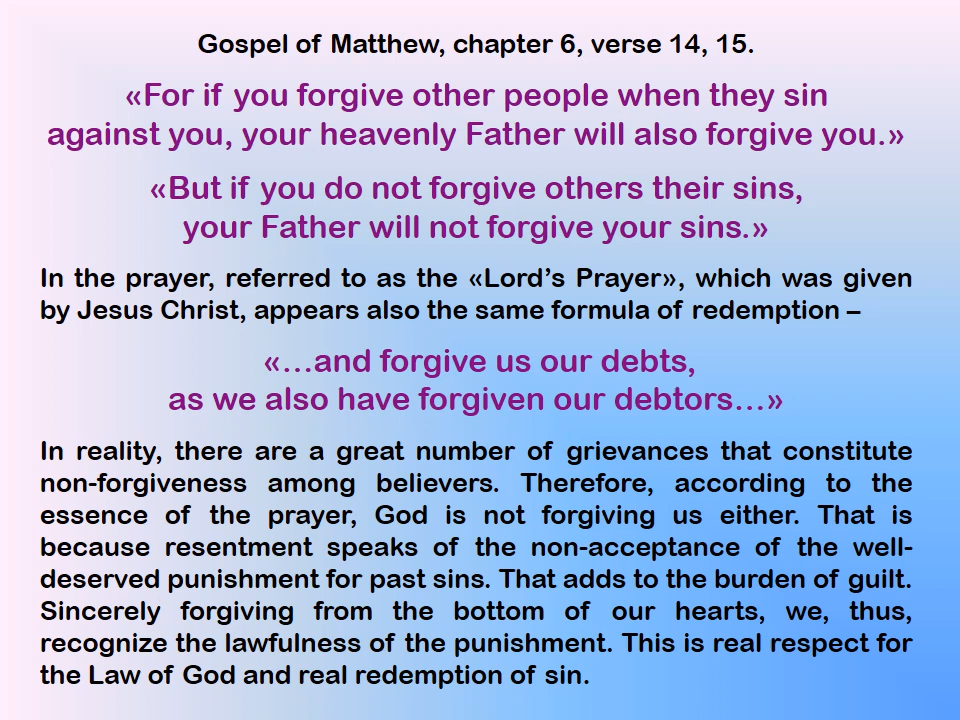 Gospel of Matthew, chapter 6, verse 14, 15.
«For if you forgive other people when they sin
against you, your heavenly Father will also forgive you.»
«But if you do not forgive others their sins,
your Father will not forgive your sins.»
In the prayer, referred to as the «Lord’s Prayer», which was given
by Jesus Christ, appears also the same formula of redemption –
«…and forgive us our debts,
as we also have forgiven our debtors…»
In reality, there are a great number of grievances that constitute
non-forgiveness among believers. Therefore, according to the
essence of the prayer, God is not forgiving us either. That is
because resentment speaks of the non-acceptance of the well-
deserved punishment for past sins. That adds to the burden of guilt.
Sincerely forgiving from the bottom of our hearts, we, thus,
recognize the lawfulness of the punishment. This is real respect for
the Law of God and real redemption of sin.